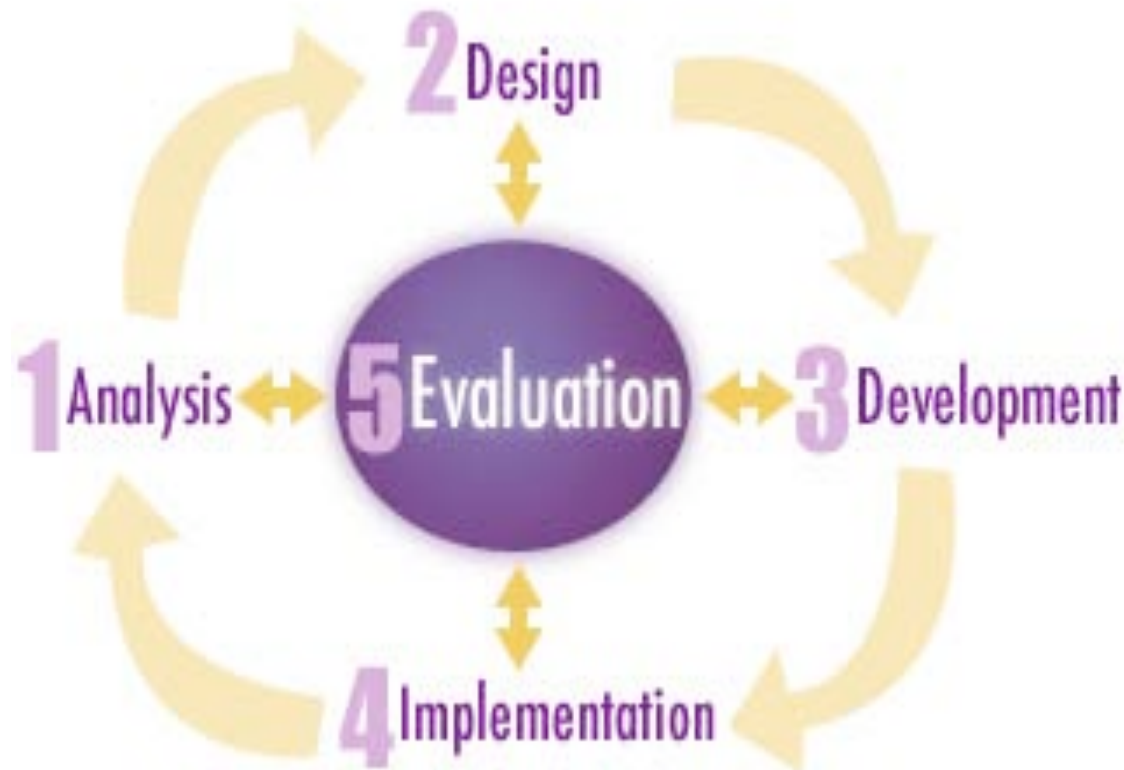 2 Design
1 Analysis
5 Evaluation
3 Development
4 Implementation